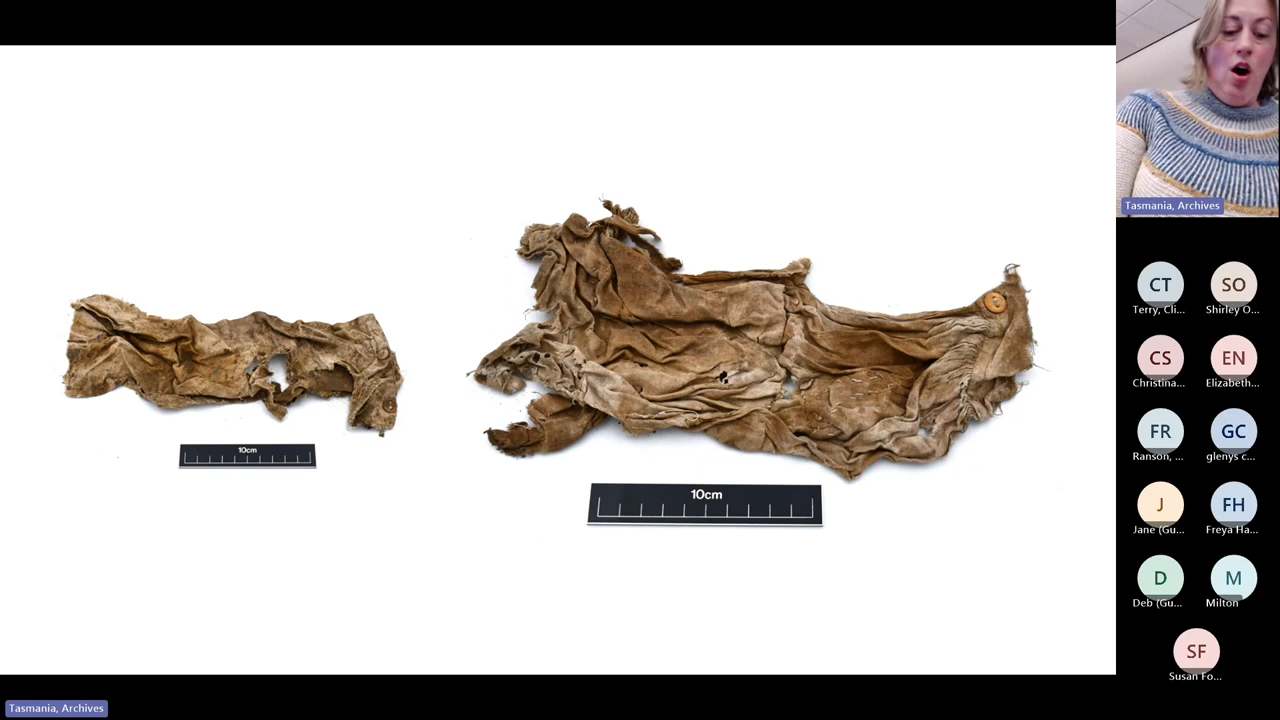 10cm
10cm
Tasmania, Archives
CT
SO
Terry, Cli...
Shirley O...
CS
EN
Christina...
Elizabeth...
FR
GC
Ranson, ...
glenys c...
J
FH
Jane (Gu...
Freya Ha...
D
M
Deb (Gu...
Milton
SF
Susan Fo...
Tasmania, Archives